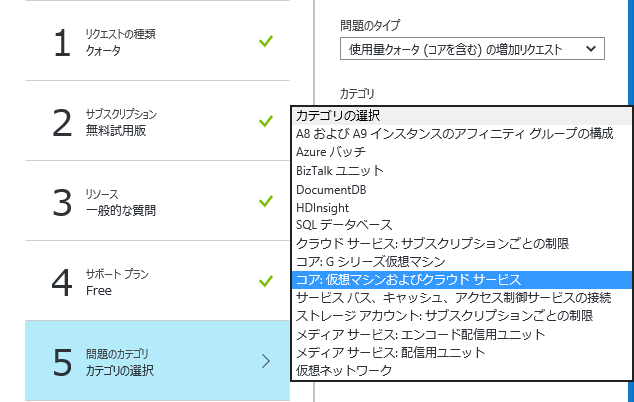 1
リクエストの種類
クォータ
2
サブスクリプション
無料試用版
3
リソース
一般的な質問
4
サポート プラン
Free
5
問題のカテゴリ
カテゴリの選択
問題のタイプ
使用量クォータ (コアを含む) の増加リクエスト
カテゴリ
カテゴリの選択
A8 および A9 インスタンスのアフィニティ グループの構成
Azure バッチ
BizTalk ユニット
DocumentDB
HDInsight
SQL データベース
クラウド サービス: サブスクリプションごとの制限
コア: G シリーズ仮想マシン
コア: 仮想マシンおよびクラウド サービス
サービス バス、キャッシュ、アクセス制御サービスの接続
ストレージ アカウント: サブスクリプションごとの制限
メディア サービス: エンコード配信用ユニット
メディア サービス: 配信用ユニット
仮想ネットワーク